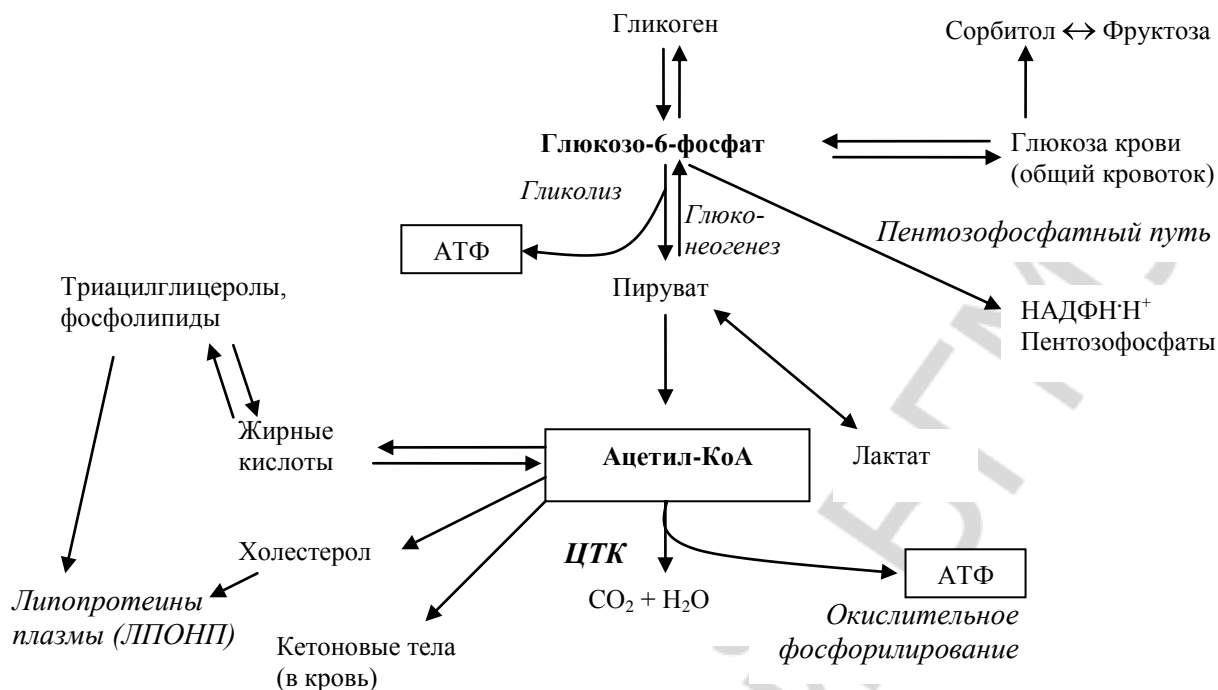 Гликоген
Сорбитол ↔ Фруктоза
Глюкозо-6-фосфат
Глюкоза крови
(общий кровоток)
Гликолиз
Глюко-
неогенез
Пентозофосфатный путь
АТФ
Триацилглицеролы,
фосфолипиды
Пируват
НАДФН·Н⁺
Пентозофосфаты
Жирные
кислоты
Ацетил-КоА
Лактат
Холестерол
ЦТК
АТФ
CO₂ + H₂O
Липопротеины
плазмы (ЛПОНП)
Окислительное
фосфорилирование
Кетоновые тела
(в кровь)